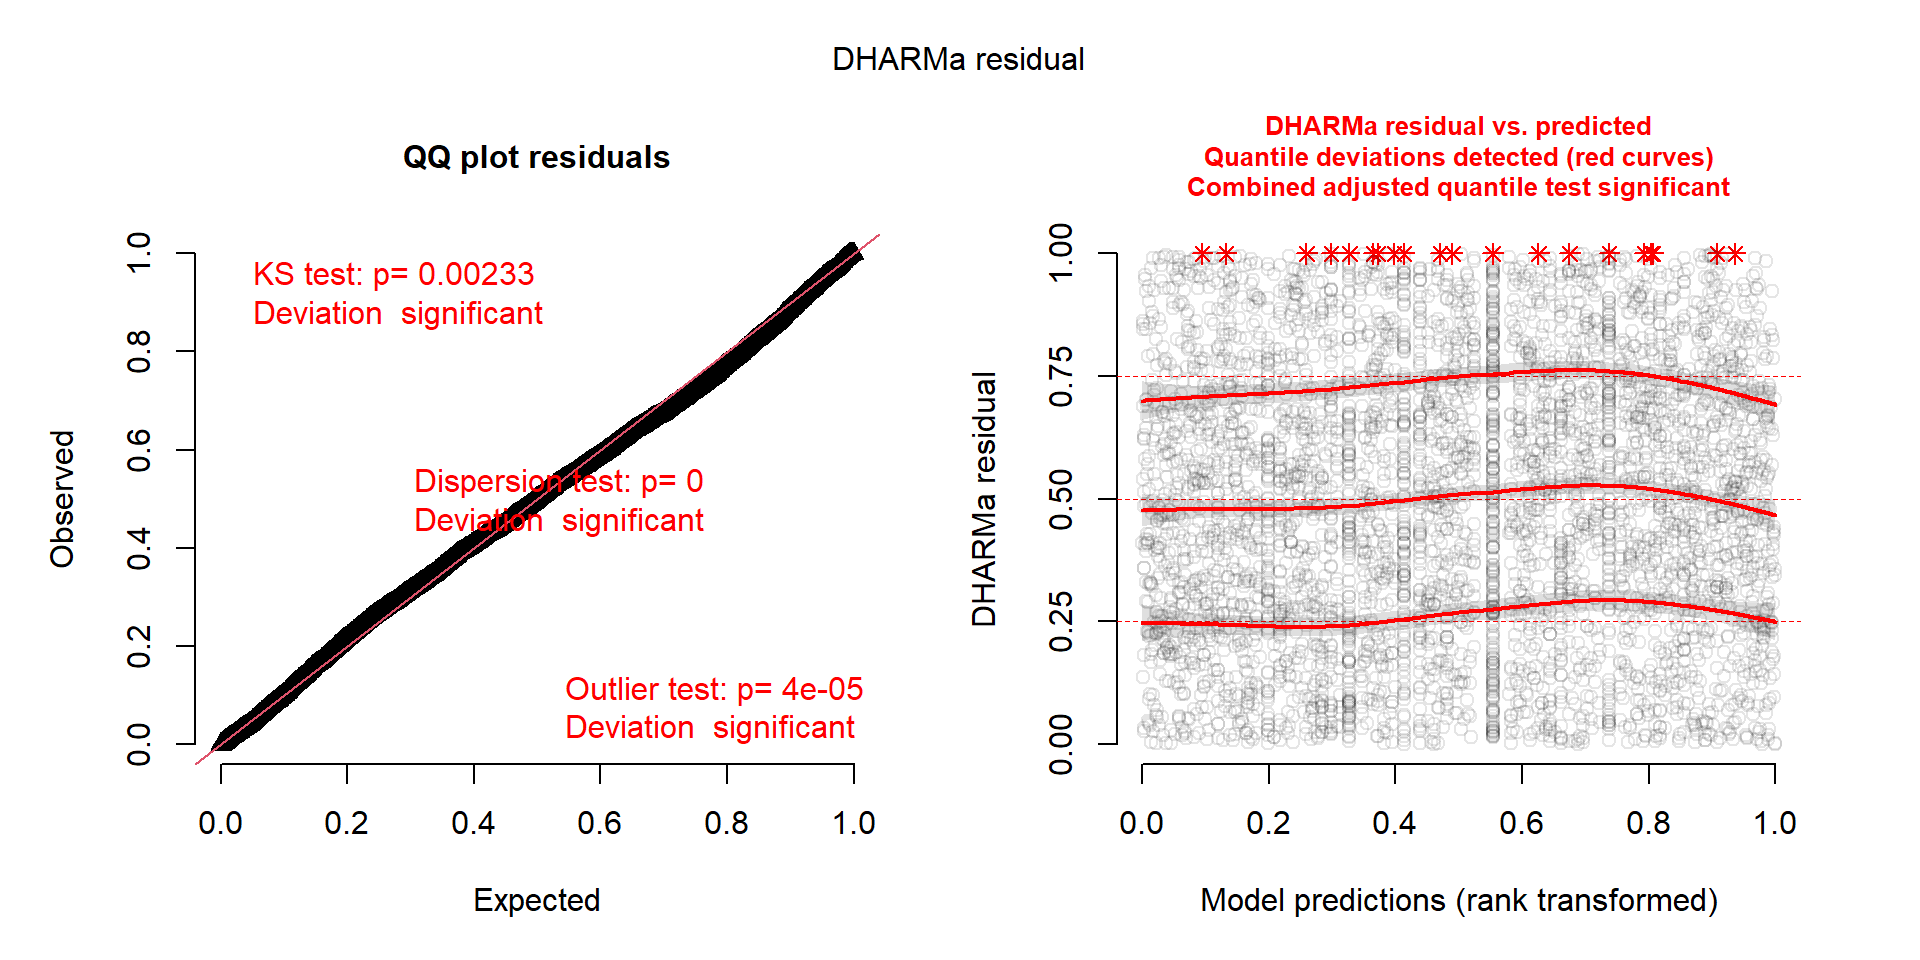 DHARMa residual
QQ plot residuals
KS test: p= 0.00233
Deviation  significant
Dispersion test: p= 0
Deviation  significant
Outlier test: p= 4e-05
Deviation  significant
Observed
0.0 0.2 0.4 0.6 0.8 1.0
0.0 0.2 0.4 0.6 0.8 1.0
Expected
DHARMa residual vs. predicted
Quantile deviations detected (red curves)
Combined adjusted quantile test significant
DHARMa residual
0.00 0.25 0.50 0.75 1.00
0.0 0.2 0.4 0.6 0.8 1.0
Model predictions (rank transformed)